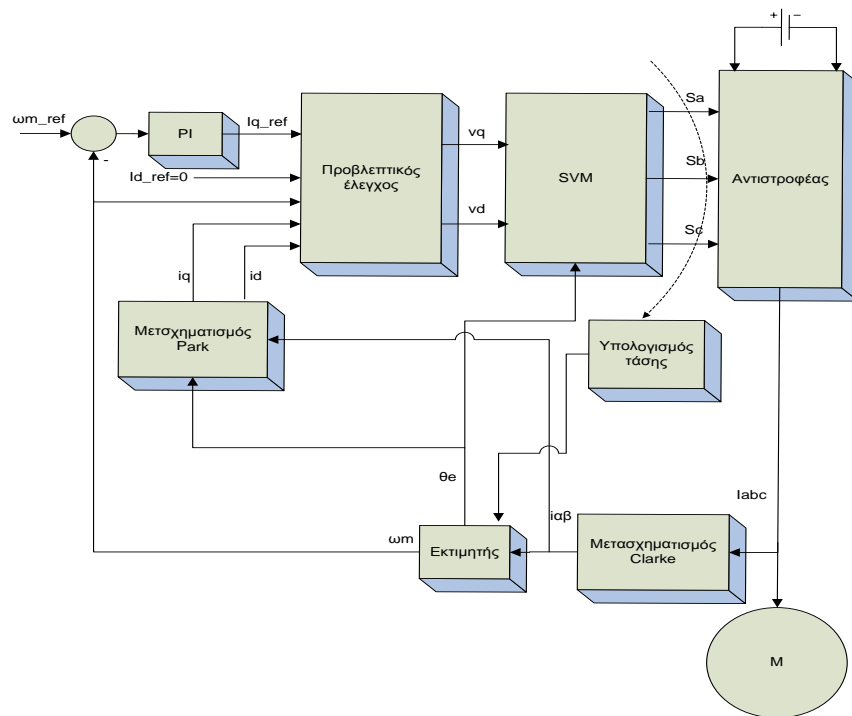 + −
ωm_ref
PI
Iq_ref
-
Id_ref=0
Προβλεπτικός
έλεγχος
vq
vd
SVM
Sa
Sb
Sc
Αντιστροφέας
iq
id
Μετσχηματισμός
Park
Υπολογισμός
τάσης
θe
ωm
Εκτιμητής
iαβ
Μετασχηματισμός
Clarke
Iabc
M